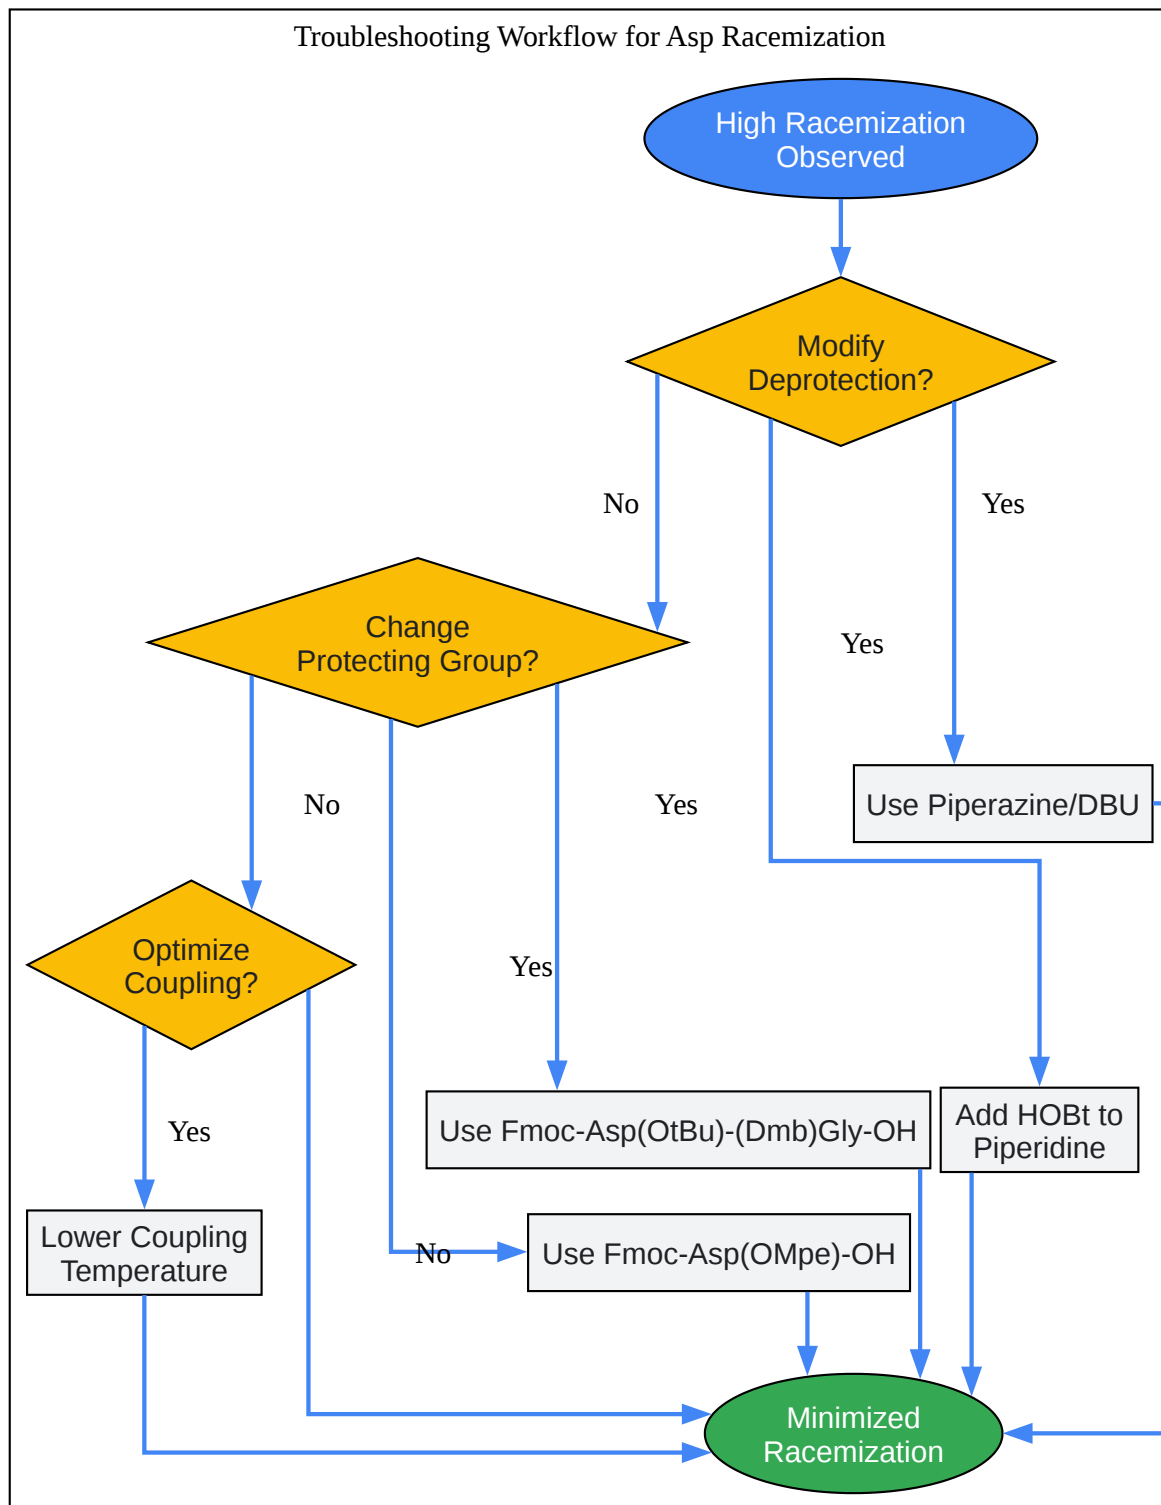 Troubleshooting Workflow for Asp Racemization
High Racemization
Observed
Modify
Deprotection?
No
Yes
Change
Protecting Group?
Yes
No
Yes
Use Piperazine/DBU
Optimize
Coupling?
Yes
Yes
Use Fmoc-Asp(OtBu)-(Dmb)Gly-OH
Add HOBt to
Piperidine
Lower Coupling
Temperature
No
Use Fmoc-Asp(OMpe)-OH
Minimized
Racemization